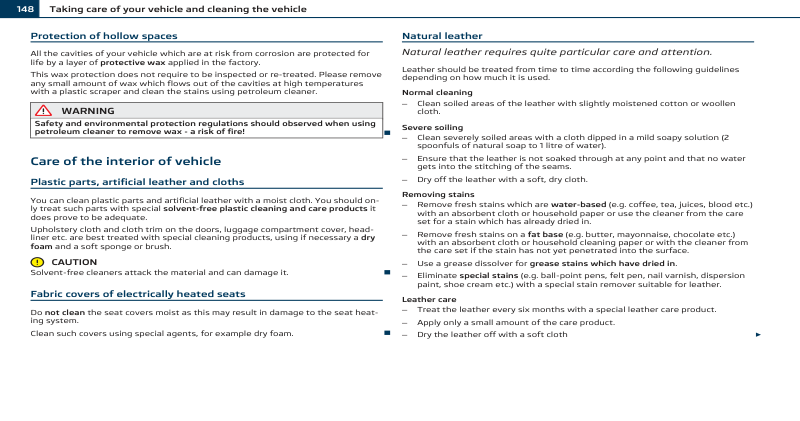 148 Taking care of your vehicle and cleaning the vehicle
Protection of hollow spaces
All the cavities of your vehicle which are at risk from corrosion are protected for
life by a layer of protective wax applied in the factory.
This wax protection does not require to be inspected or re-treated. Please remove
any small amount of wax which flows out of the cavities at high temperatures
with a plastic scraper and clean the stains using petroleum cleaner.
WARNING
Safety and environmental protection regulations should observed when using
petroleum cleaner to remove wax - a risk of fire!
Care of the interior of vehicle
Plastic parts, artificial leather and cloths
You can clean plastic parts and artificial leather with a moist cloth. You should on-
ly treat such parts with special solvent-free plastic cleaning and care products it
does prove to be adequate.
Upholstery cloth and cloth trim on the doors, luggage compartment cover, head-
liner etc. are best treated with special cleaning products, using if necessary a dry
foam and a soft sponge or brush.
CAUTION
Solvent-free cleaners attack the material and can damage it.
Fabric covers of electrically heated seats
Do not clean the seat covers moist as this may result in damage to the seat heat-
ing system.
Clean such covers using special agents, for example dry foam.
Natural leather
Natural leather requires quite particular care and attention.
Leather should be treated from time to time according the following guidelines
depending on how much it is used.
Normal cleaning
– Clean soiled areas of the leather with slightly moistened cotton or woollen
cloth.
Severe soiling
– Clean severely soiled areas with a cloth dipped in a mild soapy solution (2
spoonfuls of natural soap to 1 litre of water).
– Ensure that the leather is not soaked through at any point and that no water
gets into the stitching of the seams.
– Dry off the leather with a soft, dry cloth.
Removing stains
– Remove fresh stains which are water-based (e.g. coffee, tea, juices, blood etc.)
with an absorbent cloth or household paper or use the cleaner from the care
set for a stain which has already dried in.
– Remove fresh stains on a fat base (e.g. butter, mayonnaise, chocolate etc.)
with an absorbent cloth or household cleaning paper or with the cleaner from
the care set if the stain has not yet penetrated into the surface.
– Use a grease dissolver for grease stains which have dried in.
– Eliminate special stains (e.g. ball-point pens, felt pen, nail varnish, dispersion
paint, shoe cream etc.) with a special stain remover suitable for leather.
Leather care
– Treat the leather every six months with a special leather care product.
– Apply only a small amount of the care product.
– Dry the leather off with a soft cloth